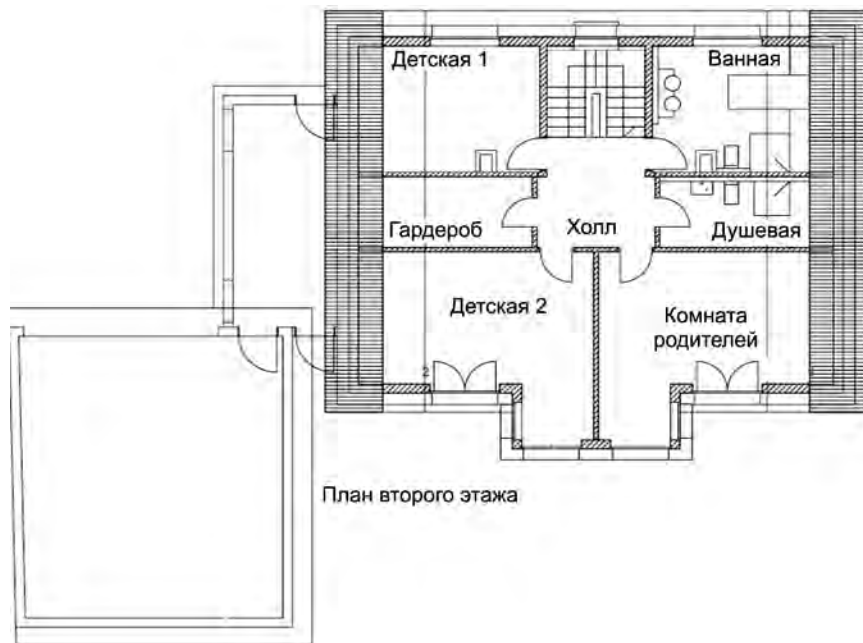 Детская 1
Ванная
Гардероб
Холл
Душевая
Детская 2
Комната
родителей
2
План второго этажа